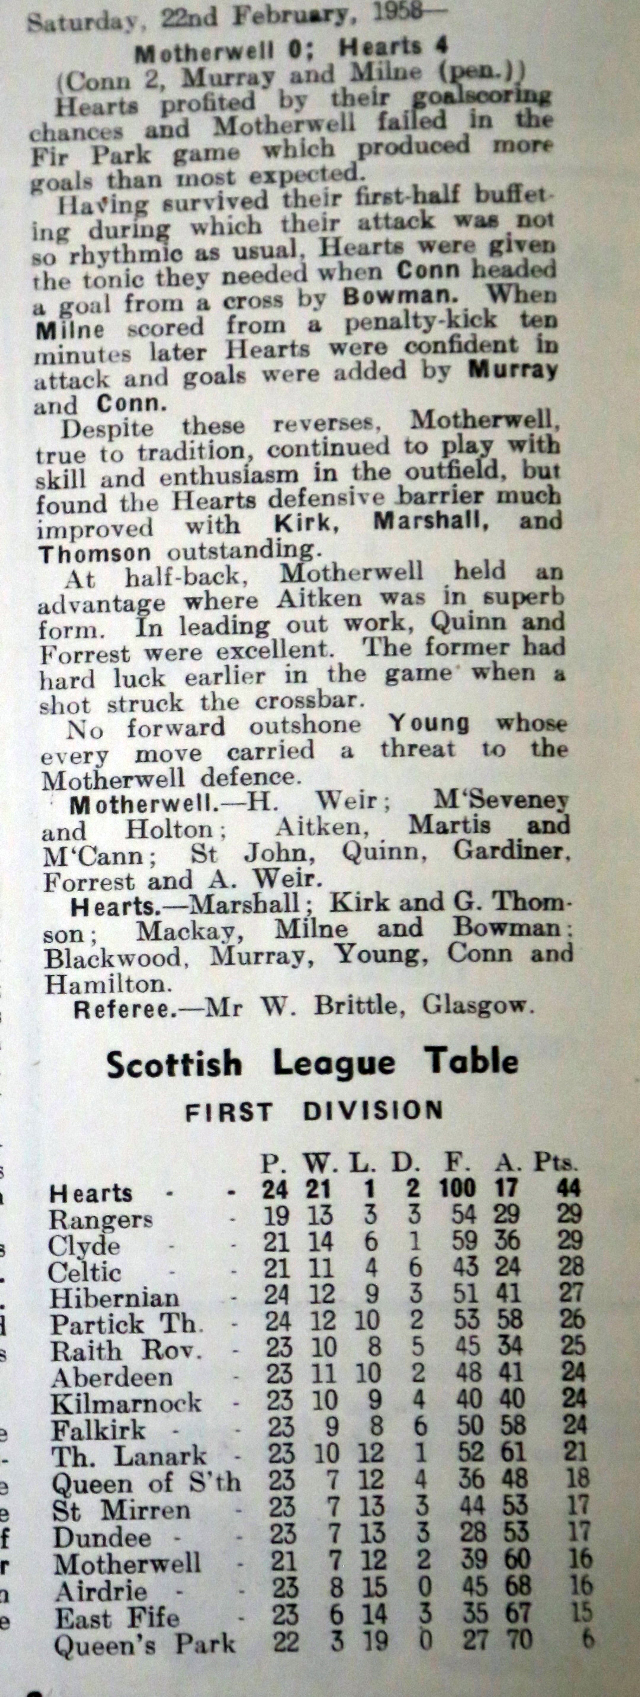 Saturday, 22nd February, 1958—
Motherwell 0; Hearts 4
(Conn 2, Murray and Milne (pen.))
Hearts profited by their goalscoring
chances and Motherwell failed in the
Fir Park game which produced more
goals than most expected.
Having survived their first-half buffet-
ing during which their attack was not
so rhythmic as usual, Hearts were given
the tonic they needed when Conn headed
a goal from a cross by Bowman. When
Milne scored from a penalty-kick ten
minutes later Hearts were confident in
attack and goals were added by Murray
and Conn.
Despite these reverses, Motherwell,
true to tradition, continued to play with
skill and enthusiasm in the outfield, but
found the Hearts defensive barrier much
improved with Kirk, Marshall, and
Thomson outstanding.
At half-back, Motherwell held an
advantage where Aitken was in superb
form. In leading out work, Quinn and
Forrest were excellent. The former had
hard luck earlier in the game when a
shot struck the crossbar.
No forward outshone Young whose
every move carried a threat to the
Motherwell defence.
Motherwell.—H. Weir; M'Seveney
and Holton; Aitken, Martis and
M'Cann; St John, Quinn, Gardiner,
Forrest and A. Weir.
Hearts.—Marshall; Kirk and G. Thom-
son; Mackay, Milne and Bowman;
Blackwood, Murray, Young, Conn and
Hamilton.
Referee.—Mr W. Brittle, Glasgow.
Scottish League Table
FIRST DIVISION
P. W. L. D. F. A. Pts.
Hearts - - 24 21 1 2 100 17 44
Rangers - 19 13 3 3 54 29 29
Clyde - - 21 14 6 1 59 36 29
Celtic - - 21 11 4 6 43 24 28
Hibernian - 24 12 9 3 51 41 27
Partick Th. - 24 12 10 2 53 58 26
Raith Rov. - 23 10 8 5 45 34 25
Aberdeen - 23 11 10 2 48 41 24
Kilmarnock - 23 10 9 4 40 40 24
Falkirk - - 23 9 8 6 50 58 24
Th. Lanark - 23 10 12 1 52 61 21
Queen of S'th 23 7 12 4 36 48 18
St Mirren - 23 7 13 3 44 53 17
Dundee - - 23 7 13 3 28 53 17
Motherwell - 21 7 12 2 39 60 16
Airdrie - - 23 8 15 0 45 68 16
East Fife - 23 6 14 3 35 67 15
Queen's Park 22 3 19 0 27 70 6